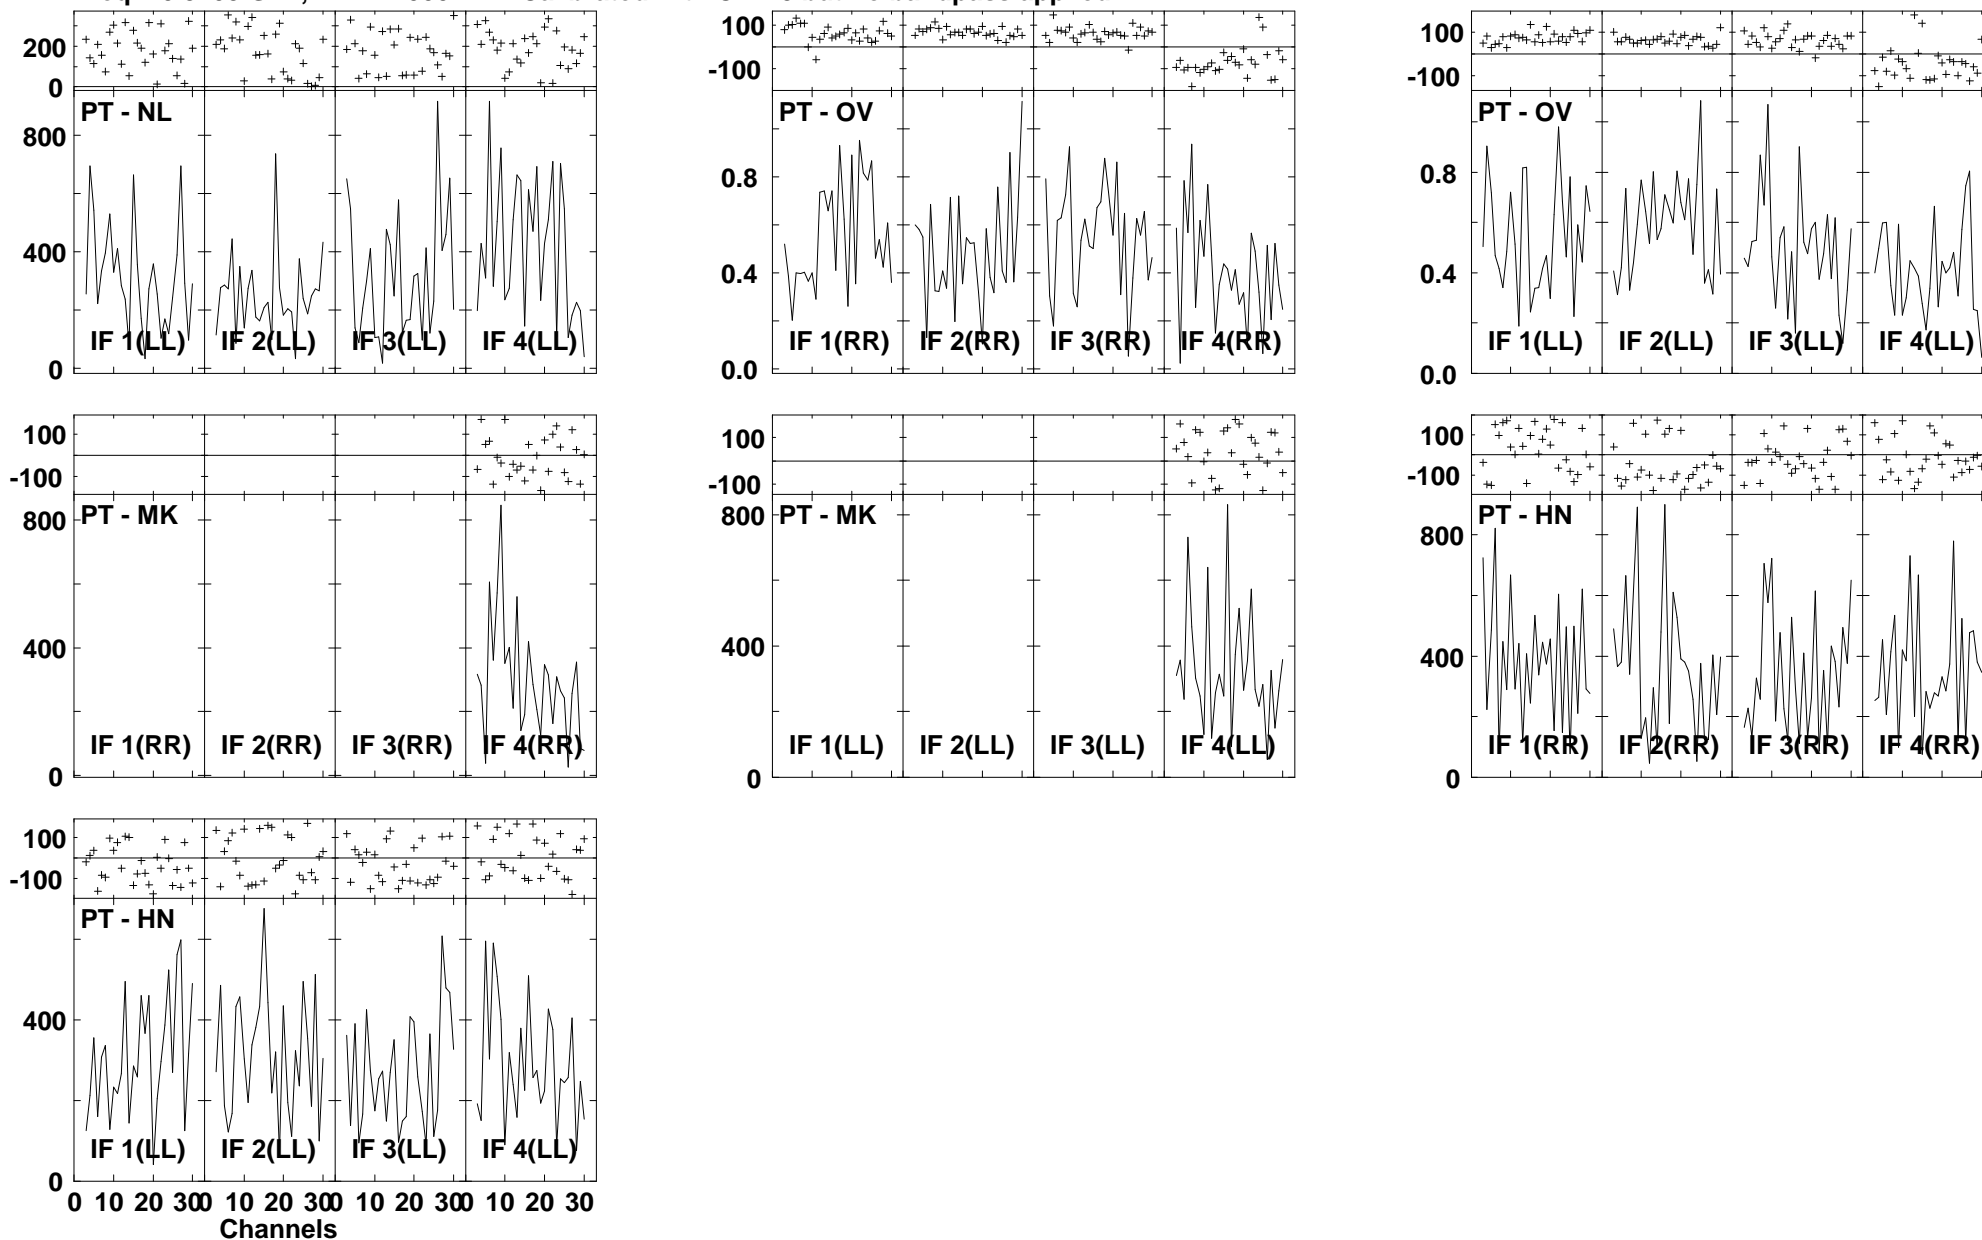 200
0
100
-100
100
-100
PT - NL
PT - OV
PT - OV
800
400
0
0.8
0.4
0.0
0.8
0.4
0.0
IF 1(LL) IF 2(LL) IF 3(LL) IF 4(LL)
IF 1(RR) IF 2(RR) IF 3(RR) IF 4(RR)
IF 1(LL) IF 2(LL) IF 3(LL) IF 4(LL)
100
-100
100
-100
100
-100
PT - MK
PT - MK
PT - HN
800
400
0
800
400
0
800
400
0
IF 1(RR) IF 2(RR) IF 3(RR) IF 4(RR)
IF 1(LL) IF 2(LL) IF 3(LL) IF 4(LL)
IF 1(RR) IF 2(RR) IF 3(RR) IF 4(RR)
100
-100
PT - HN
400
0
IF 1(LL) IF 2(LL) IF 3(LL) IF 4(LL)
0 10 20 30 0 10 20 30 0 10 20 30 0 10 20 30
Channels